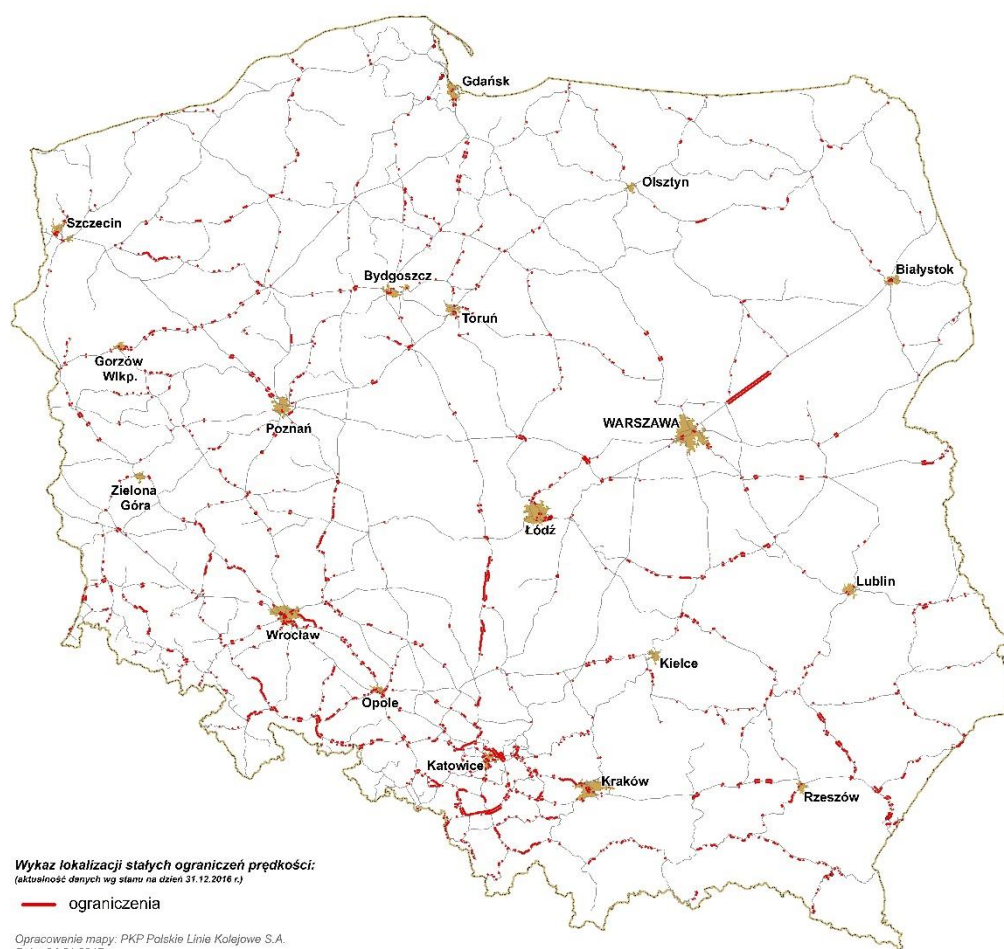 Gdańsk
Olsztyn
Szczecin
Białystok
Bydgoszcz
Toruń
Gorzów
Wlkp.
WARSZAWA
Poznań
Zielona
Góra
Łódź
Lublin
Wrocław
Kielce
Opole
Katowice
Kraków
Rzeszów
Wykaz lokalizacji stałych ograniczeń prędkości:
(aktualność danych wg stanu na dzień 31.12.2016 r.)
ograniczenia
Opracowanie mapy: PKP Polskie Linie Kolejowe S.A.